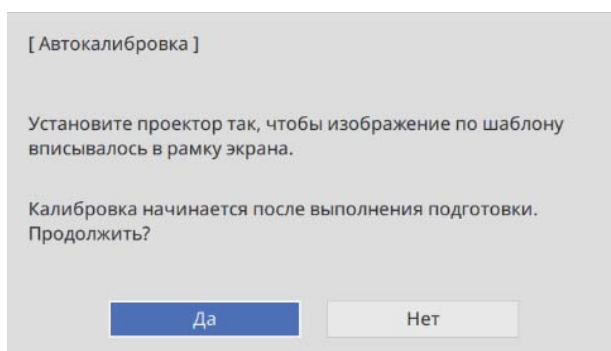 [ Автокалибровка ]
Установите проектор так, чтобы изображение по шаблону
вписывалось в рамку экрана.
Калибровка начинается после выполнения подготовки.
Продолжить?
Да
Нет